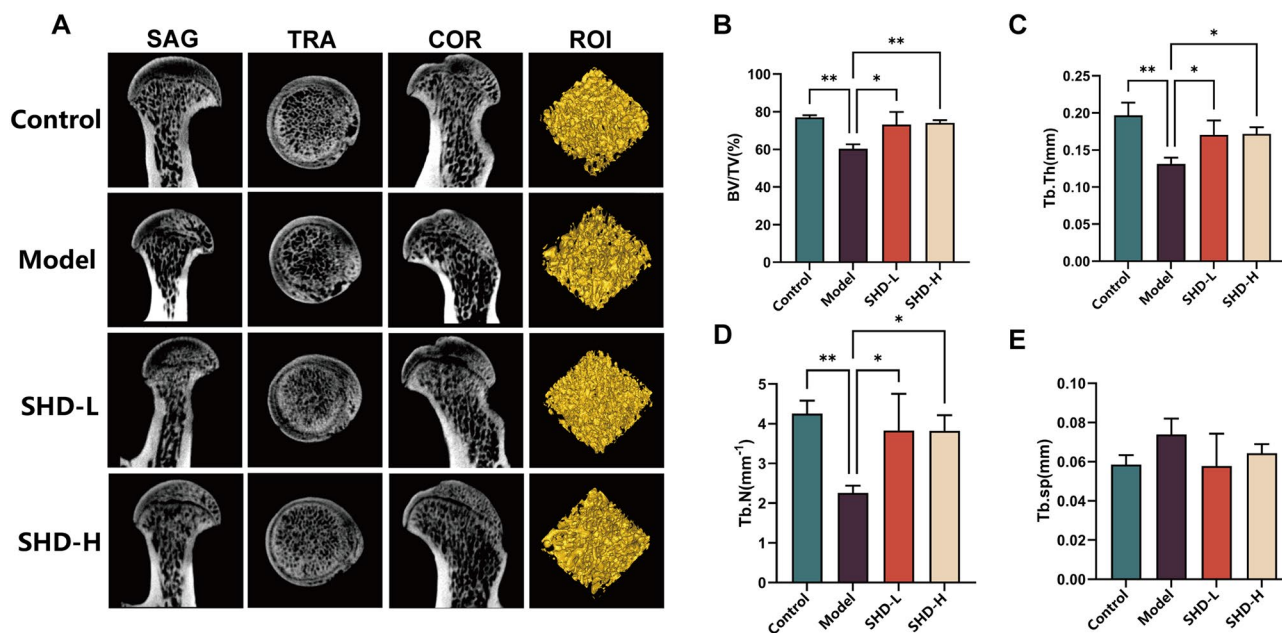 A
SAG TRA COR ROI
Control
Model
SHD-L
SHD-H
B
BV/TV(%)
100
80
60
40
20
0
** * **
Control Model SHD-L SHD-H
C
Tb.Th(mm)
0.25
0.20
0.15
0.10
0.05
0.00
** * *
Control Model SHD-L SHD-H
D
Tb.N(mm⁻¹)
5
4
3
2
1
0
** * *
Control Model SHD-L SHD-H
E
Tb.sp(mm)
0.10
0.08
0.06
0.04
0.02
0.00
Control Model SHD-L SHD-H